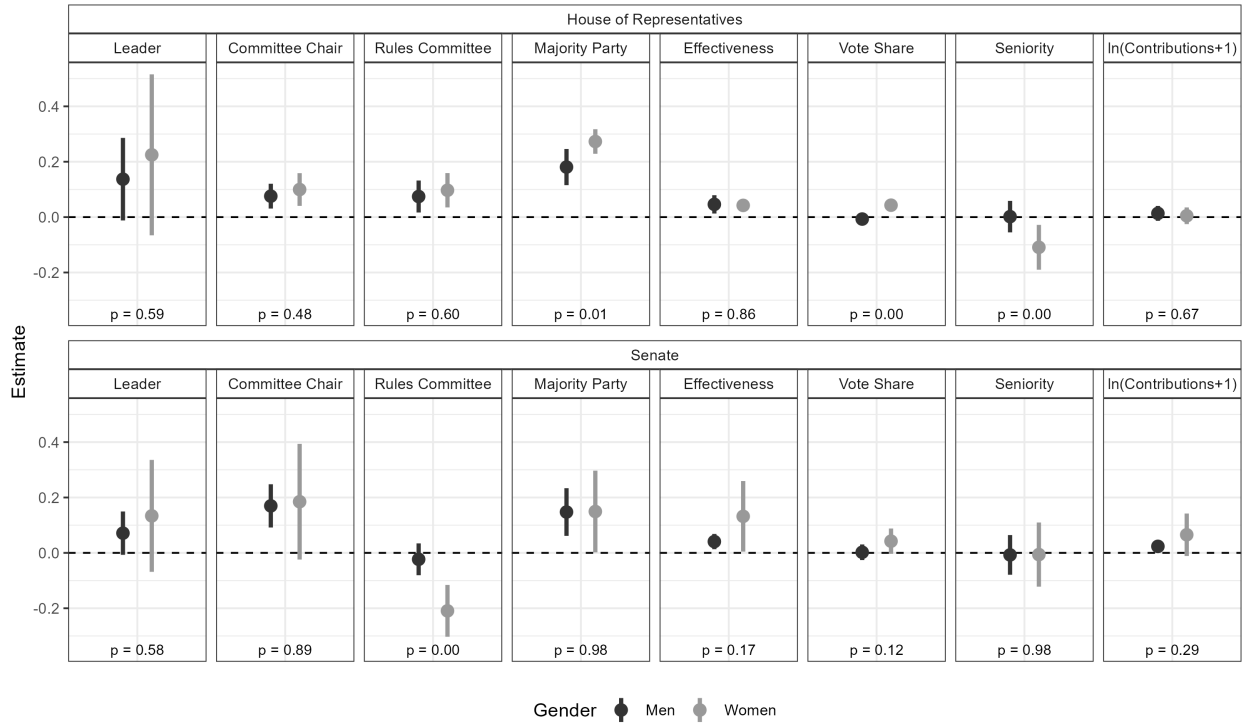 House of Representatives
Leader Committee Chair Rules Committee Majority Party Effectiveness Vote Share Seniority ln(Contributions+1)
0.4
0.2
0.0
-0.2
p = 0.59 p = 0.48 p = 0.60 p = 0.01 p = 0.86 p = 0.00 p = 0.00 p = 0.67
Estimate
Senate
Leader Committee Chair Rules Committee Majority Party Effectiveness Vote Share Seniority ln(Contributions+1)
0.4
0.2
0.0
-0.2
p = 0.58 p = 0.89 p = 0.00 p = 0.98 p = 0.17 p = 0.12 p = 0.98 p = 0.29
Gender Men Women